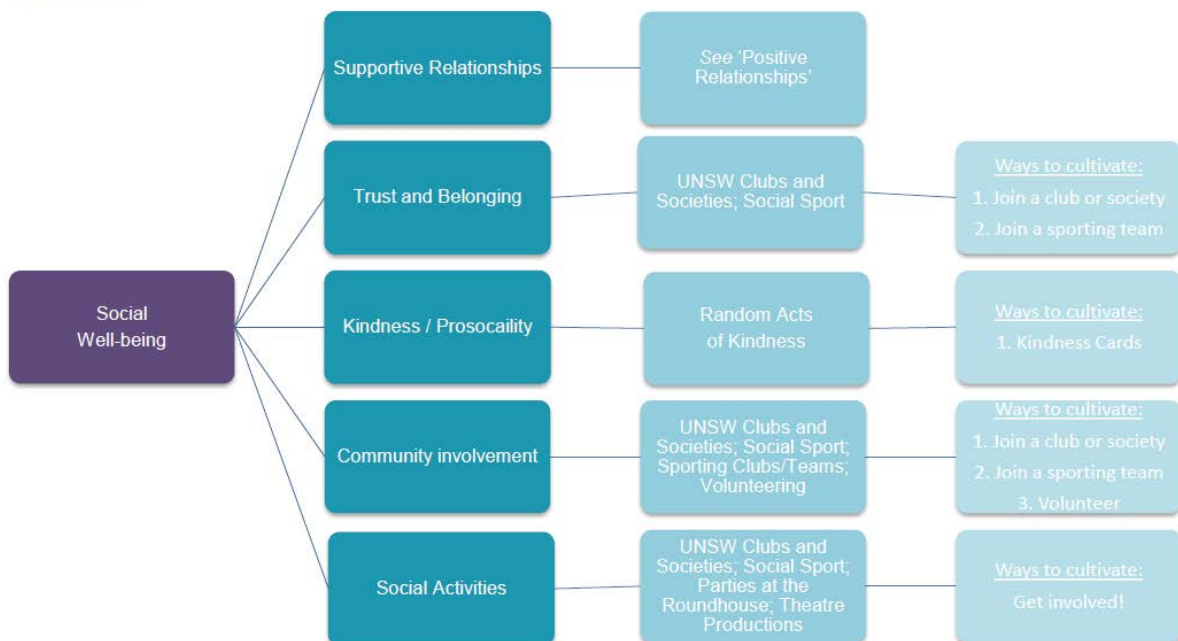 Supportive Relationships
See 'Positive
Relationships'
Trust and Belonging
UNSW Clubs and
Societies; Social Sport
Ways to cultivate:
1. Join a club or society
2. Join a sporting team
Social
Well-being
Kindness / Prosocaility
Random Acts
of Kindness
Ways to cultivate:
1. Kindness Cards
Community involvement
UNSW Clubs and
Societies; Social Sport;
Sporting Clubs/Teams;
Volunteering
Ways to cultivate:
1. Join a club or society
2. Join a sporting team
3. Volunteer
Social Activities
UNSW Clubs and
Societies; Social Sport;
Parties at the
Roundhouse; Theatre
Productions
Ways to cultivate:
Get involved!